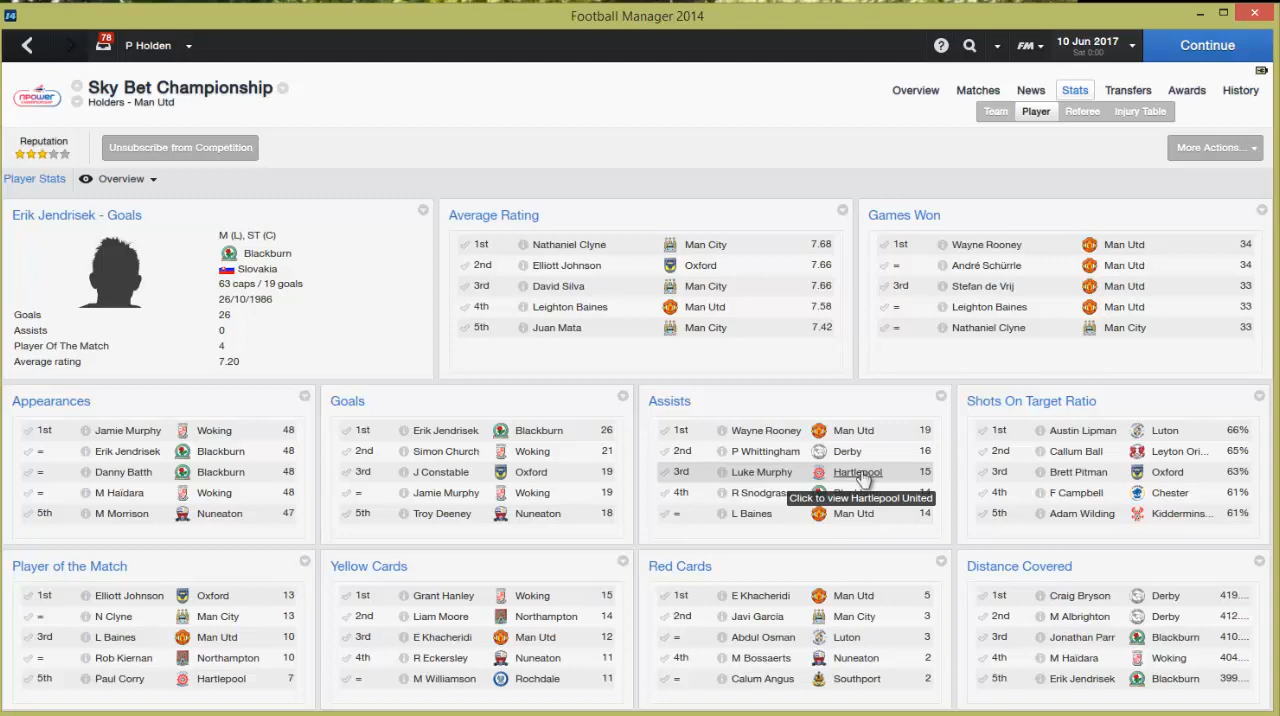 Football Manager 2014
78 P Holden
FM 10 Jun 2017 Sat 0:00 Continue
Sky Bet Championship
Holders - Man Utd
npower
Overview Matches News Stats Transfers Awards History
Team Player Referee Injury Table
Reputation
Unsubscribe from Competition
More Actions...
Player Stats Overview
Erik Jendrisek - Goals
M (L), ST (C)
Blackburn
Slovakia
63 caps / 19 goals
26/10/1986
Goals 26
Assists 0
Player Of The Match 4
Average rating 7.20
Average Rating
1st Nathaniel Clyne Man City 7.68
2nd Elliott Johnson Oxford 7.66
3rd David Silva Man City 7.66
4th Leighton Baines Man Utd 7.58
5th Juan Mata Man City 7.42
Games Won
1st Wayne Rooney Man Utd 34
= André Schürrle Man Utd 34
3rd Stefan de Vrij Man Utd 33
= Leighton Baines Man Utd 33
= Nathaniel Clyne Man City 33
Appearances
1st Jamie Murphy Woking 48
= Erik Jendrisek Blackburn 48
= Danny Batth Blackburn 48
= M Haïdara Woking 48
5th M Morrison Nuneaton 47
Goals
1st Erik Jendrisek Blackburn 26
2nd Simon Church Woking 21
3rd J Constable Oxford 19
= Jamie Murphy Woking 19
5th Troy Deeney Nuneaton 18
Assists
1st Wayne Rooney Man Utd 19
2nd P Whittingham Derby 16
3rd Luke Murphy Hartlepool 15
4th R Snodgras
Click to view Hartlepool United
= L Baines Man Utd 14
Shots On Target Ratio
1st Austin Lipman Luton 66%
2nd Callum Ball Leyton Ori... 65%
3rd Brett Pitman Oxford 63%
4th F Campbell Chester 61%
5th Adam Wilding Kiddermins... 61%
Player of the Match
1st Elliott Johnson Oxford 13
= N Clyne Man City 13
3rd L Baines Man Utd 10
= Rob Kiernan Northampton 10
5th Paul Corry Hartlepool 7
Yellow Cards
1st Grant Hanley Woking 15
2nd Liam Moore Northampton 14
3rd E Khacheridi Man Utd 12
4th R Eckersley Nuneaton 11
= M Williamson Rochdale 11
Red Cards
1st E Khacheridi Man Utd 5
2nd Javi Garcia Man City 3
= Abdul Osman Luton 3
4th M Bossaerts Nuneaton 2
= Calum Angus Southport 2
Distance Covered
1st Craig Bryson Derby 419....
2nd M Albrighton Derby 412....
3rd Jonathan Parr Blackburn 410....
4th M Haïdara Woking 404....
5th Erik Jendrisek Blackburn 399....